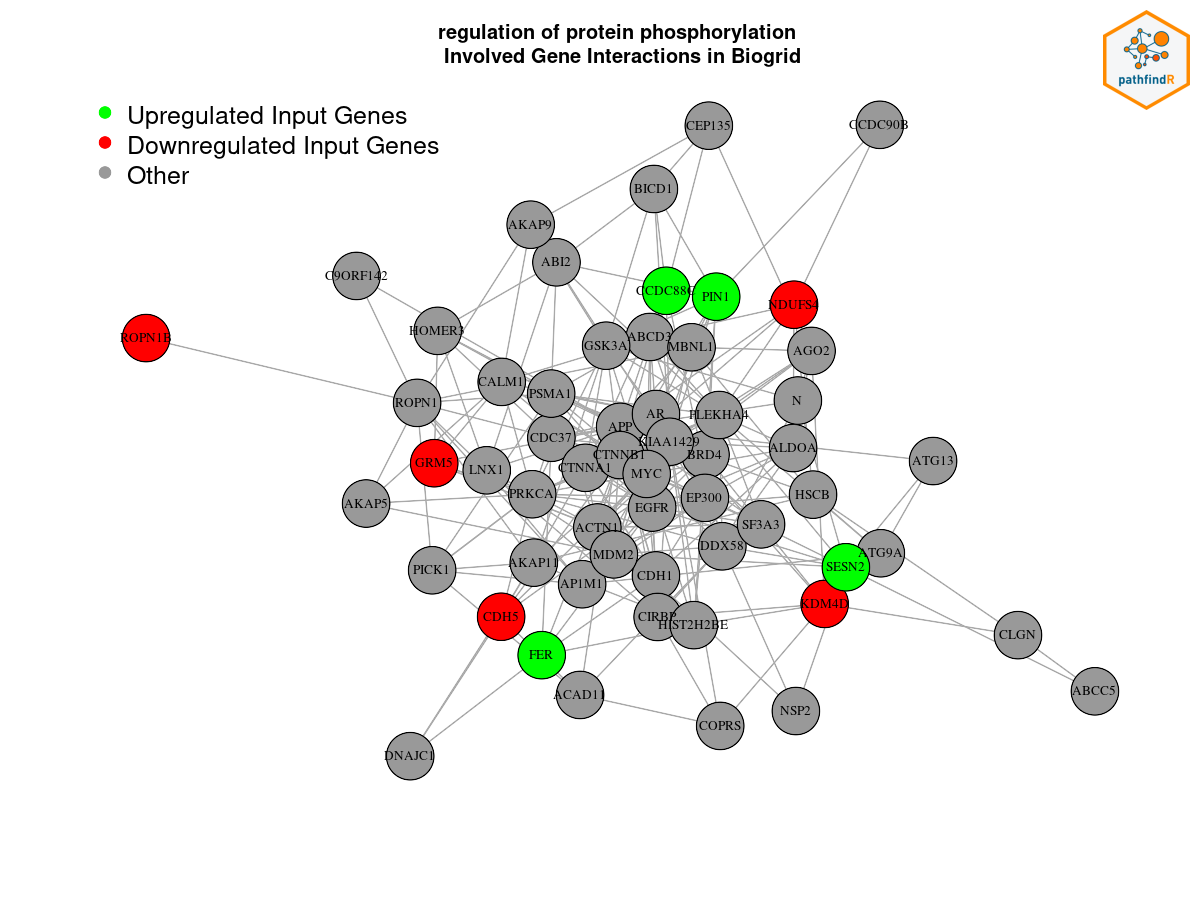 regulation of protein phosphorylation
Involved Gene Interactions in Biogrid
pathfindR
Upregulated Input Genes
Downregulated Input Genes
Other
CEP135
CCDC90B
BICD1
AKAP9
ABI2
C9ORF142
CCDC88C
PIN1
NDUFS4
HOMER3
ROPN1B
GSK3A
ABCD3
MBNL1
AGO2
CALM1
PSMA1
ROPN1
N
AR
PLEKHA4
APP
CDC37
KIAA1429
ALDOA
CTNNB1
BRD4
GRM5
LNX1
CTNNA1
MYC
ATG13
PRKCA
HSCB
AKAP5
EP300
EGFR
ACTN1
SF3A3
DDX58
MDM2
ATG9A
AKAP11
SESN2
PICK1
AP1M1
CDH1
CDH5
CIRBP
HIST2H2BE
CLGN
FER
ACAD11
ABCC5
COPRS
NSP2
DNAJC1